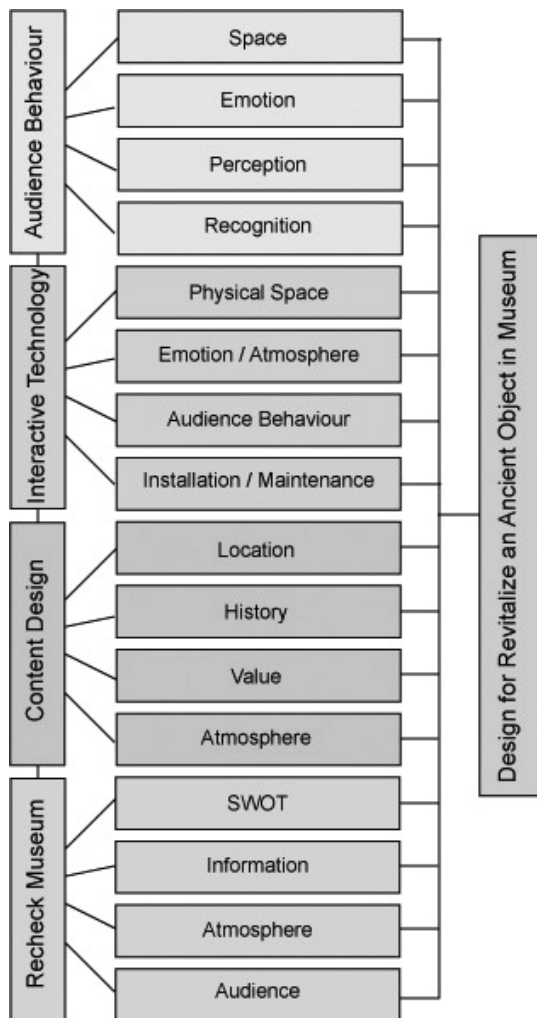 Audience Behaviour
Space
Emotion
Perception
Recognition
Interactive Technology
Physical Space
Emotion / Atmosphere
Audience Behaviour
Installation / Maintenance
Content Design
Location
History
Value
Atmosphere
Recheck Museum
SWOT
Information
Atmosphere
Audience
Design for Revitalize an Ancient Object in Museum